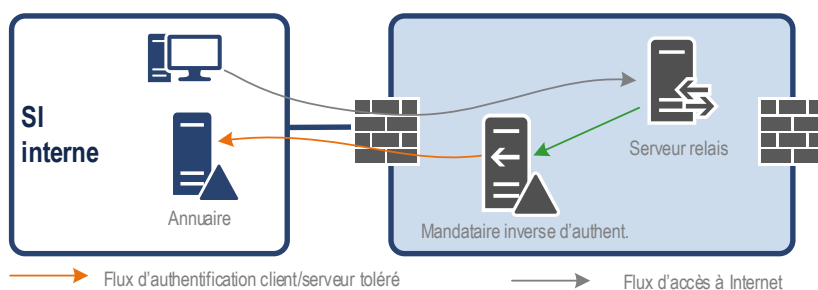 SI
interne
Annuaire
Serveur relais
Mandataire inverse d'authent.
Flux d'authentification client/serveur toléré
Flux d'accès à Internet